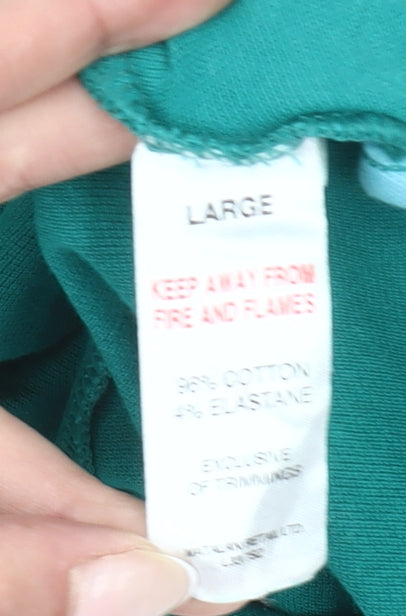 LARGE
KEEP AWAY FROM
FIRE AND FLAMES
96% COTTON
4% ELASTANE
EXCLUSIVE
OF TRIMMINGS